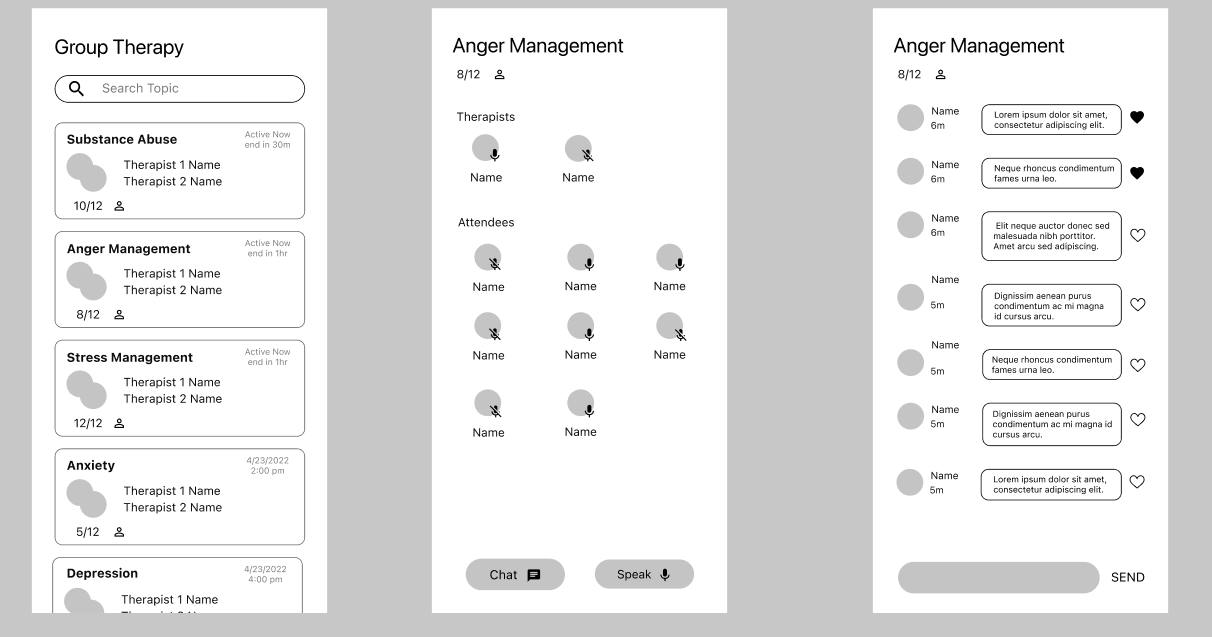 Group Therapy
Search Topic
Substance Abuse
Active Now
end in 30m
Therapist 1 Name
Therapist 2 Name
10/12
Anger Management
Active Now
end in 1hr
Therapist 1 Name
Therapist 2 Name
8/12
Stress Management
Active Now
end in 1hr
Therapist 1 Name
Therapist 2 Name
12/12
Anxiety
4/23/2022
2:00 pm
Therapist 1 Name
Therapist 2 Name
5/12
Depression
4/23/2022
4:00 pm
Therapist 1 Name
Anger Management
8/12
Therapists
Name Name
Attendees
Name Name Name
Name Name Name
Name Name
Chat Speak
Anger Management
8/12
Name
6m
Lorem ipsum dolor sit amet,
consectetur adipiscing elit.
Name
6m
Neque rhoncus condimentum
fames urna leo.
Name
6m
Elit neque auctor donec sed
malesuada nibh porttitor.
Amet arcu sed adipiscing.
Name
5m
Dignissim aenean purus
condimentum ac mi magna
id cursus arcu.
Name
5m
Neque rhoncus condimentum
fames urna leo.
Name
5m
Dignissim aenean purus
condimentum ac mi magna id
cursus arcu.
Name
5m
Lorem ipsum dolor sit amet,
consectetur adipiscing elit.
SEND